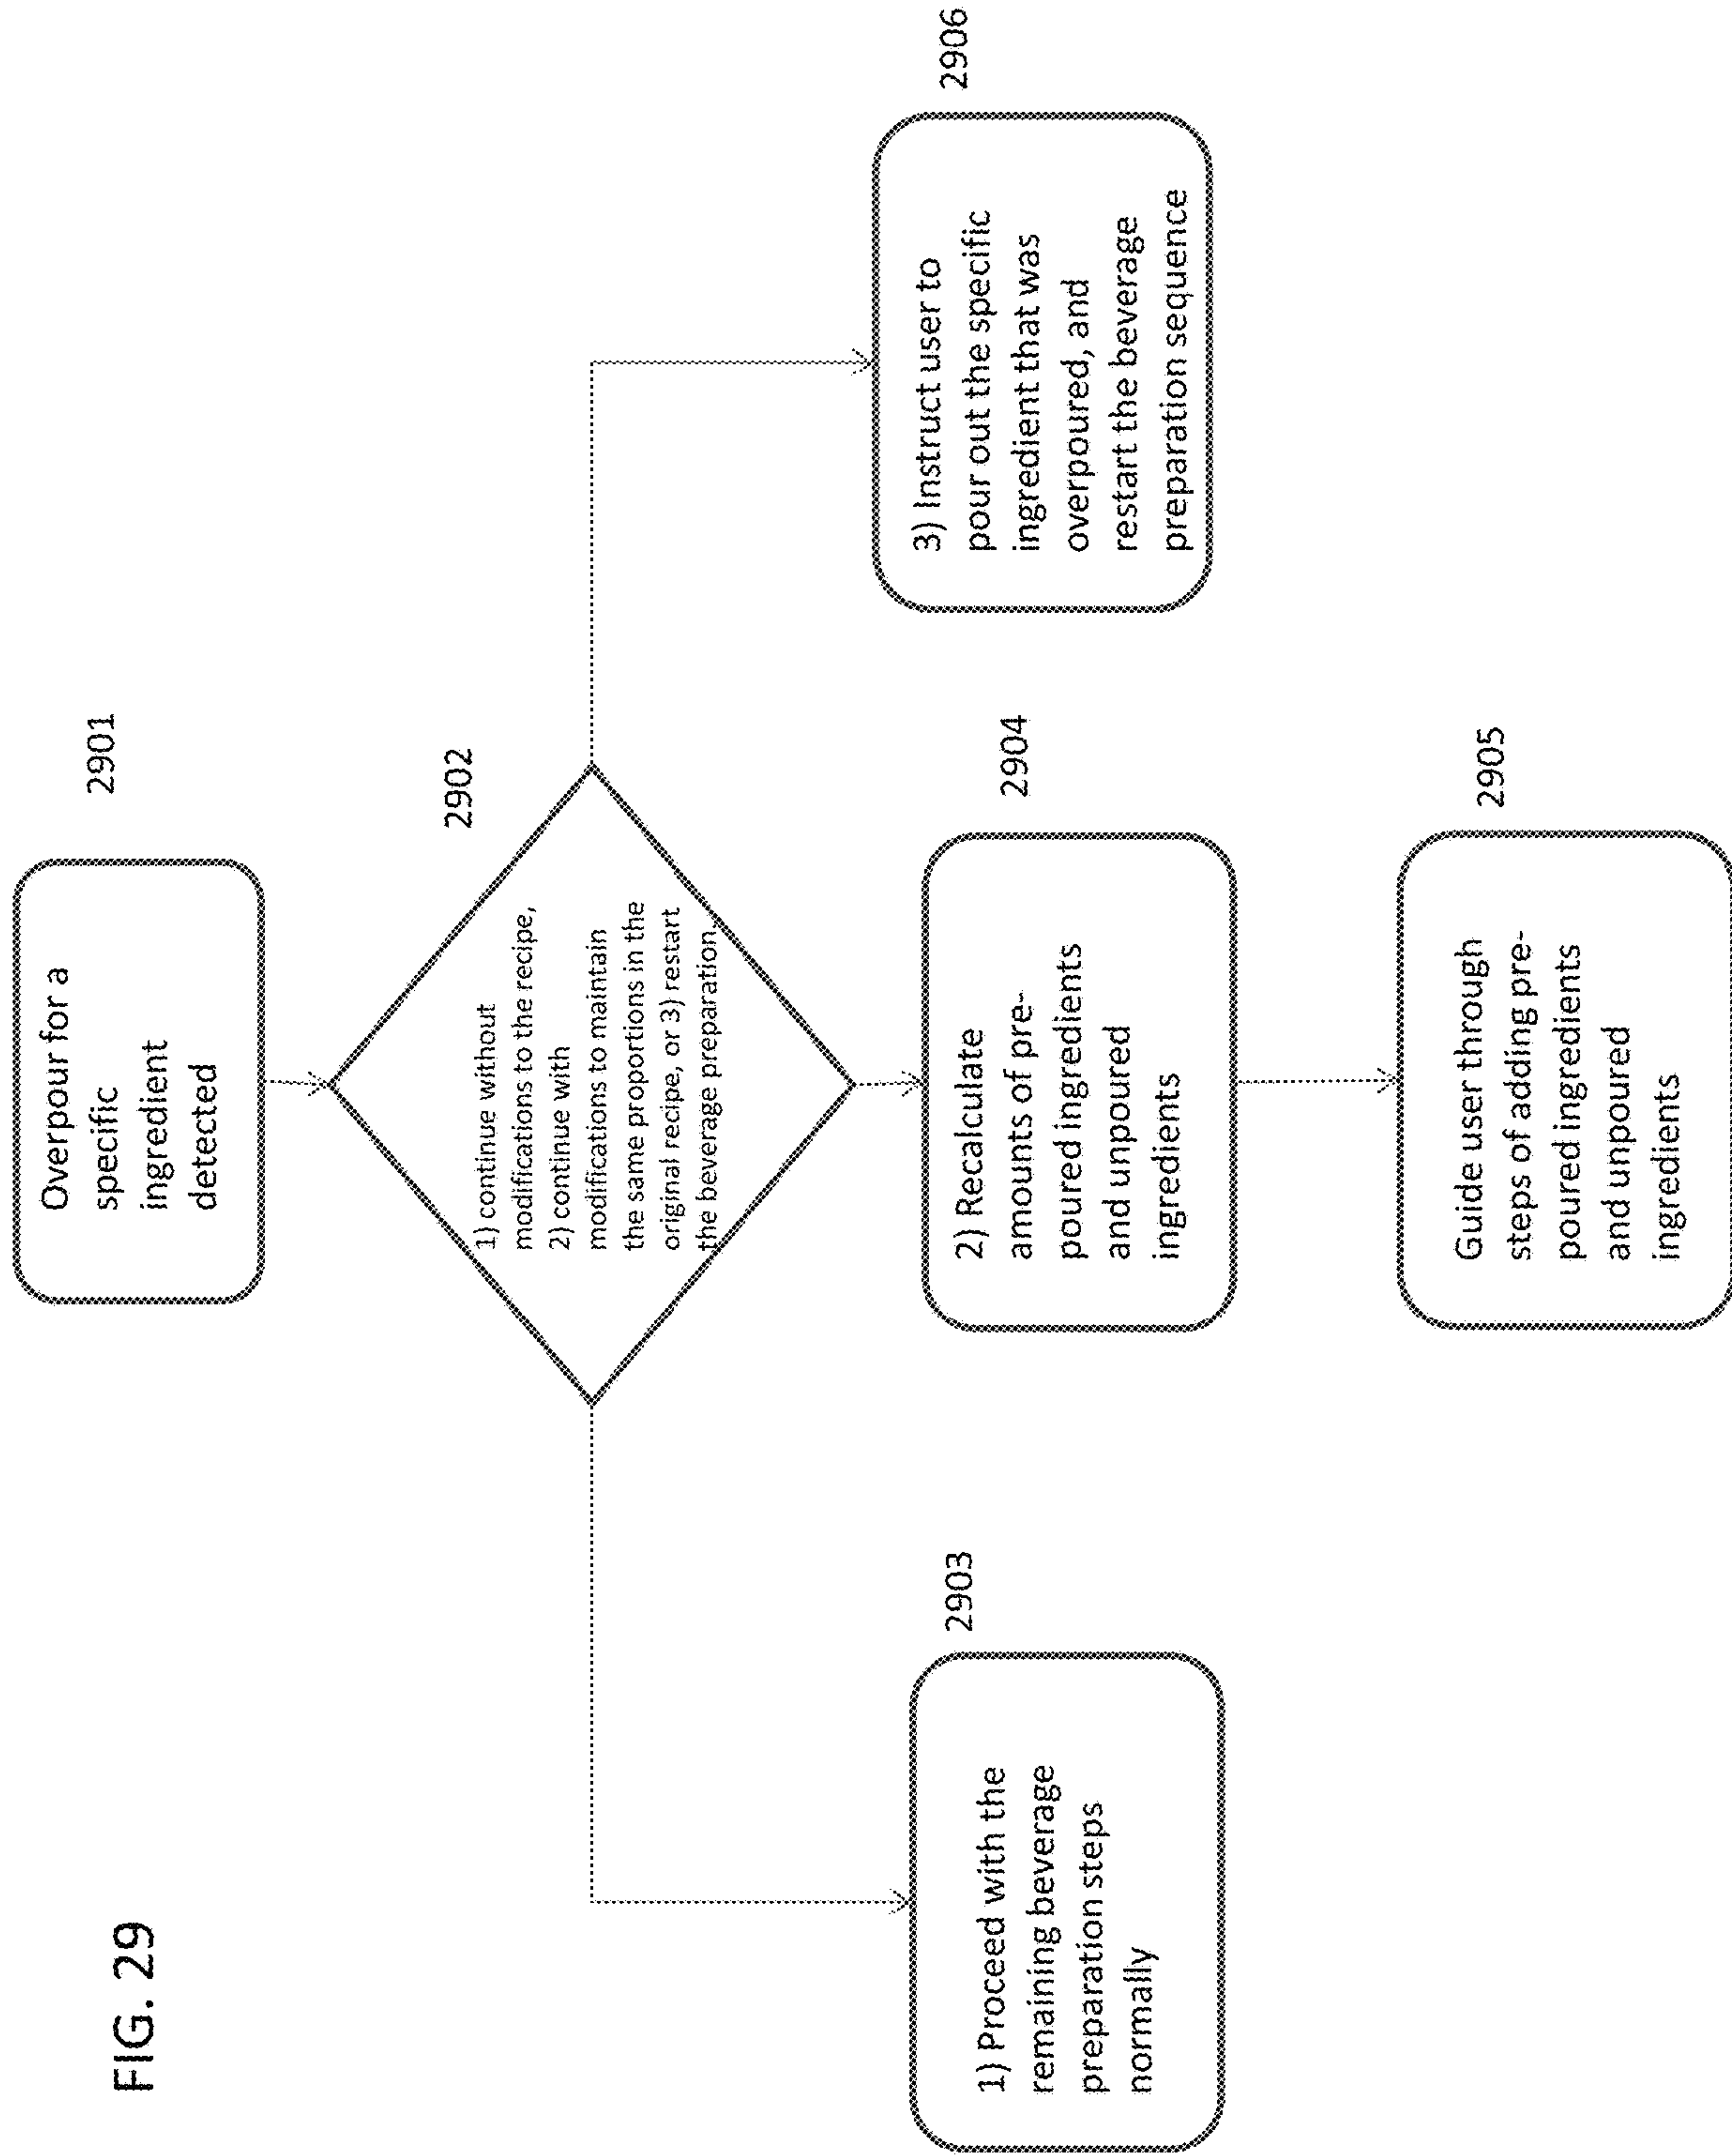 FIG. 29
Overpour for a
specific
ingredient
detected
2901
2902
1) continue without
modifications to the recipe,
2) continue with
modifications to maintain
the same proportions in the
original recipe, or 3) restart
the beverage preparation.
2903
1) Proceed with the
remaining beverage
preparation steps
normally
2904
2) Recalculate
amounts of pre-
poured ingredients
and unpoured
ingredients
2905
Guide user through
steps of adding pre-
poured ingredients
and unpoured
ingredients
2906
3) Instruct user to
pour out the specific
ingredient that was
overpoured, and
restart the beverage
preparation sequence